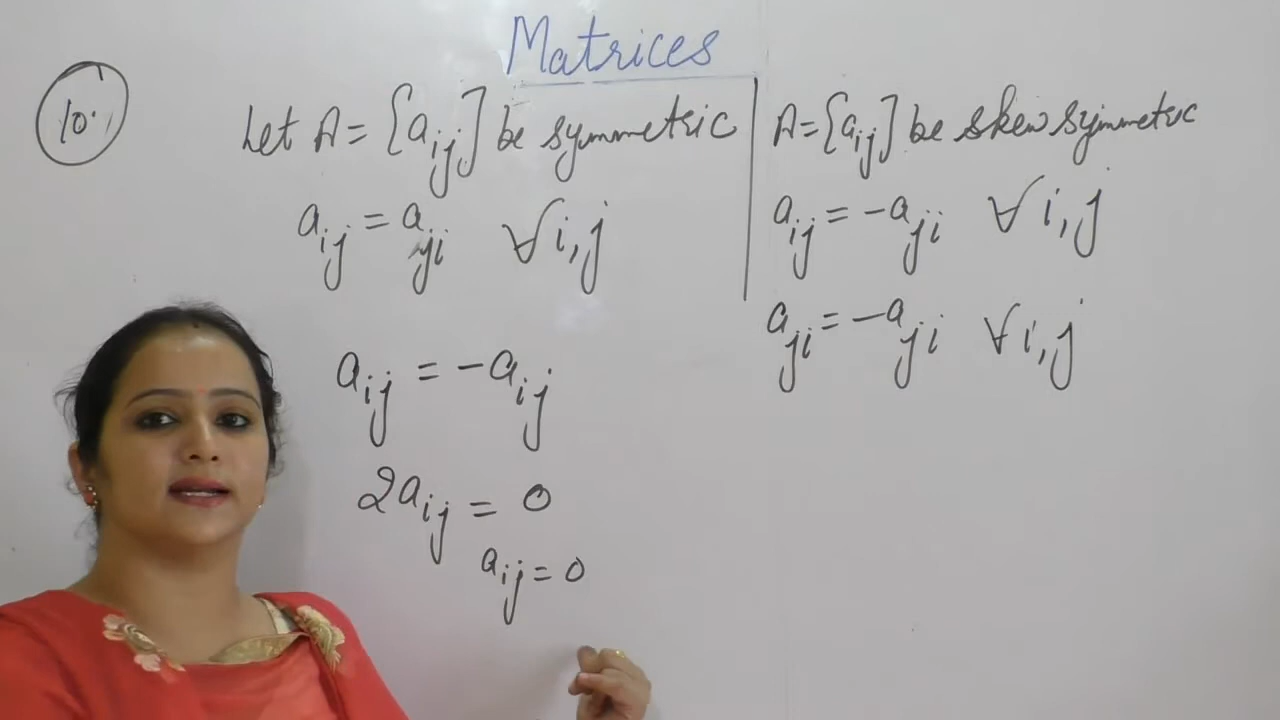 Matrices
10.
Let A = [aij] be symmetric
aij = aji ∀ i,j
aij = -aij
2aij = 0
aij = 0
A = [aij] be skew symmetric
aij = -aji ∀ i,j
aji = -aji ∀ i,j